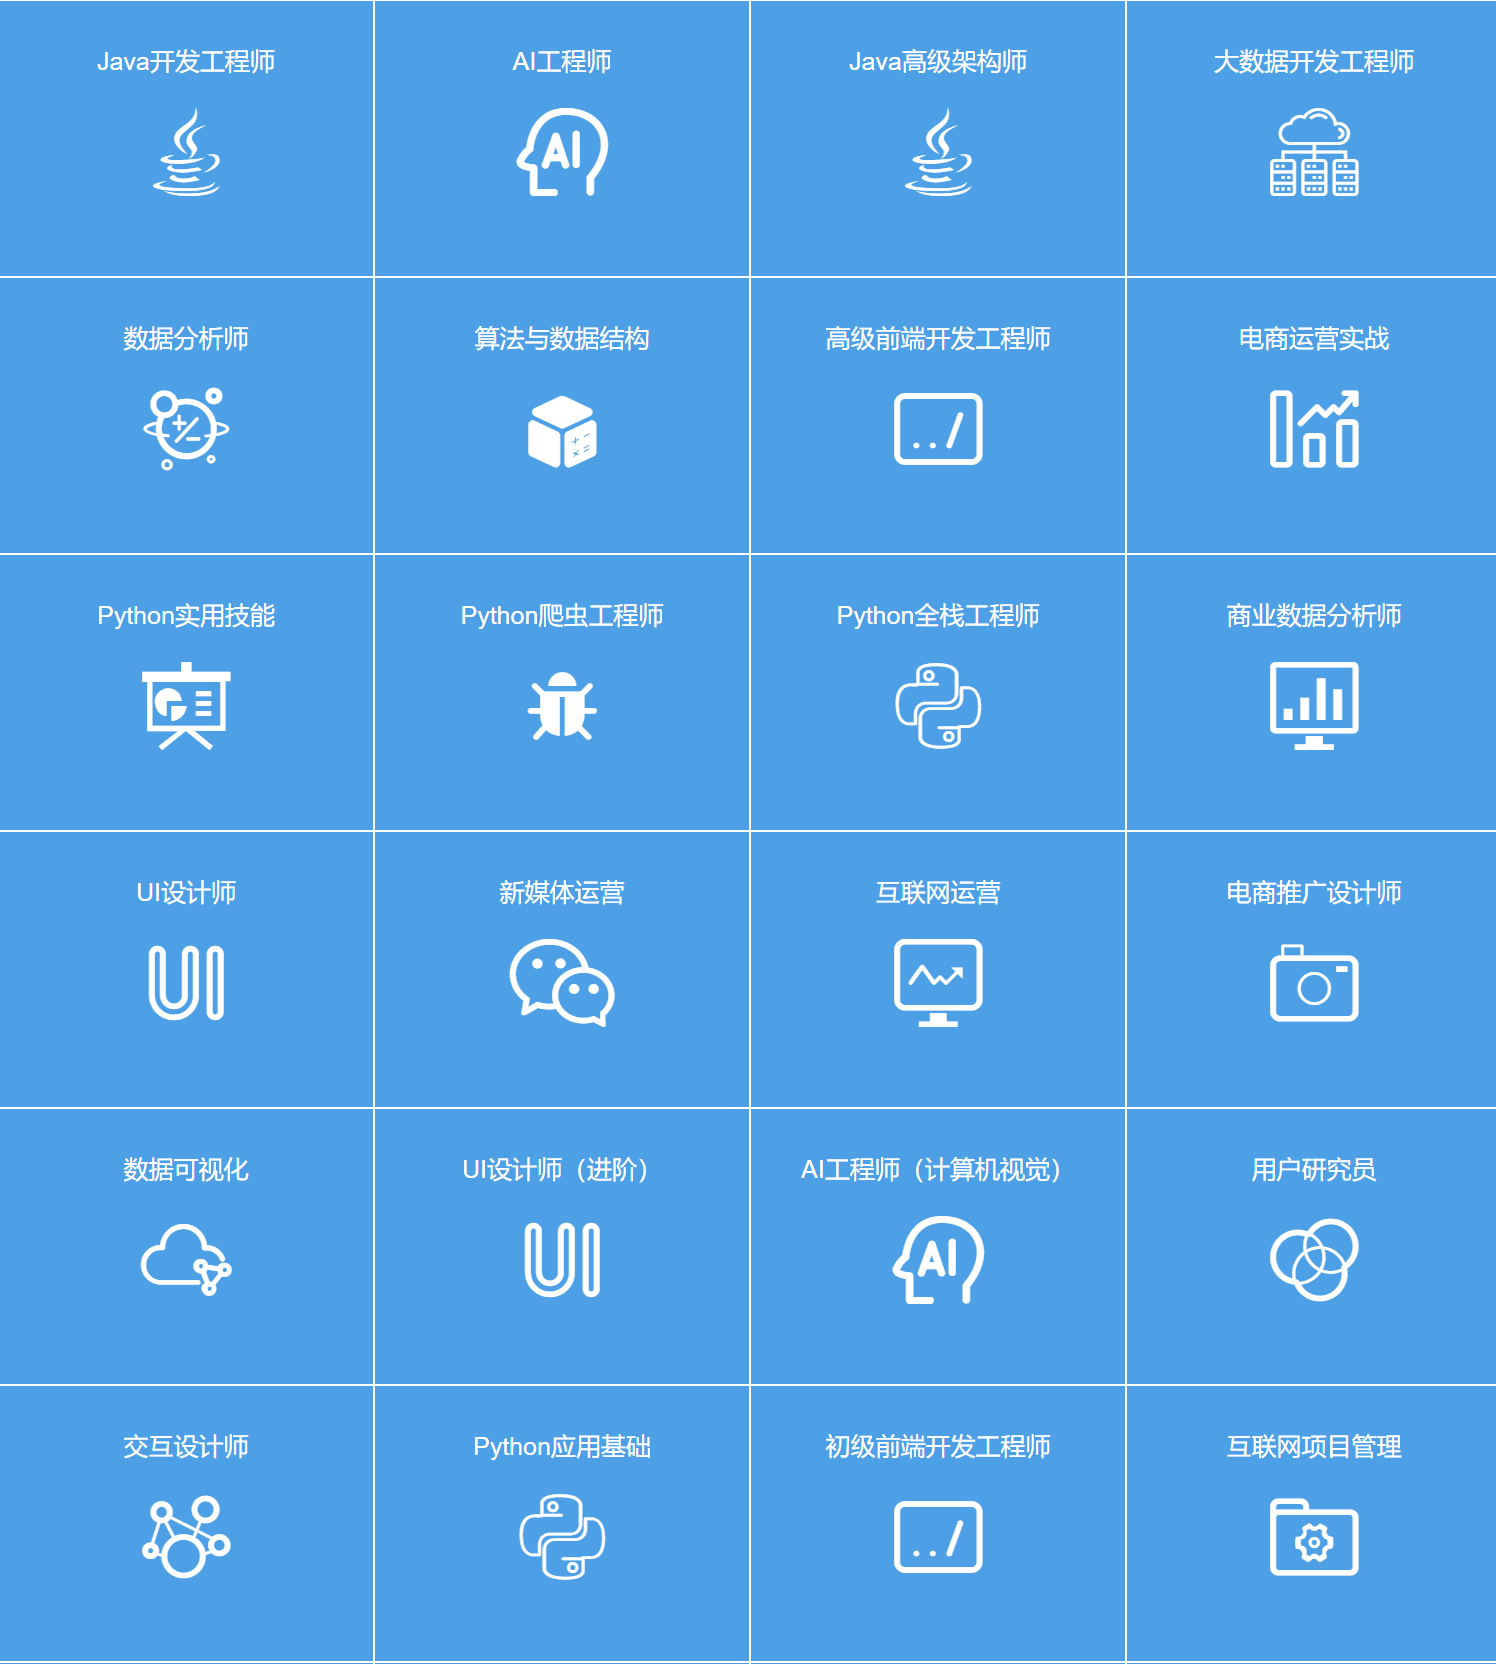 Java开发工程师
AI工程师
Java高级架构师
大数据开发工程师
AI
数据分析师
算法与数据结构
高级前端开发工程师
电商运营实战
../
Python实用技能
Python爬虫工程师
Python全栈工程师
商业数据分析师
UI设计师
新媒体运营
互联网运营
电商推广设计师
UI
数据可视化
UI设计师（进阶）
AI工程师（计算机视觉）
用户研究员
UI
AI
交互设计师
Python应用基础
初级前端开发工程师
互联网项目管理
../